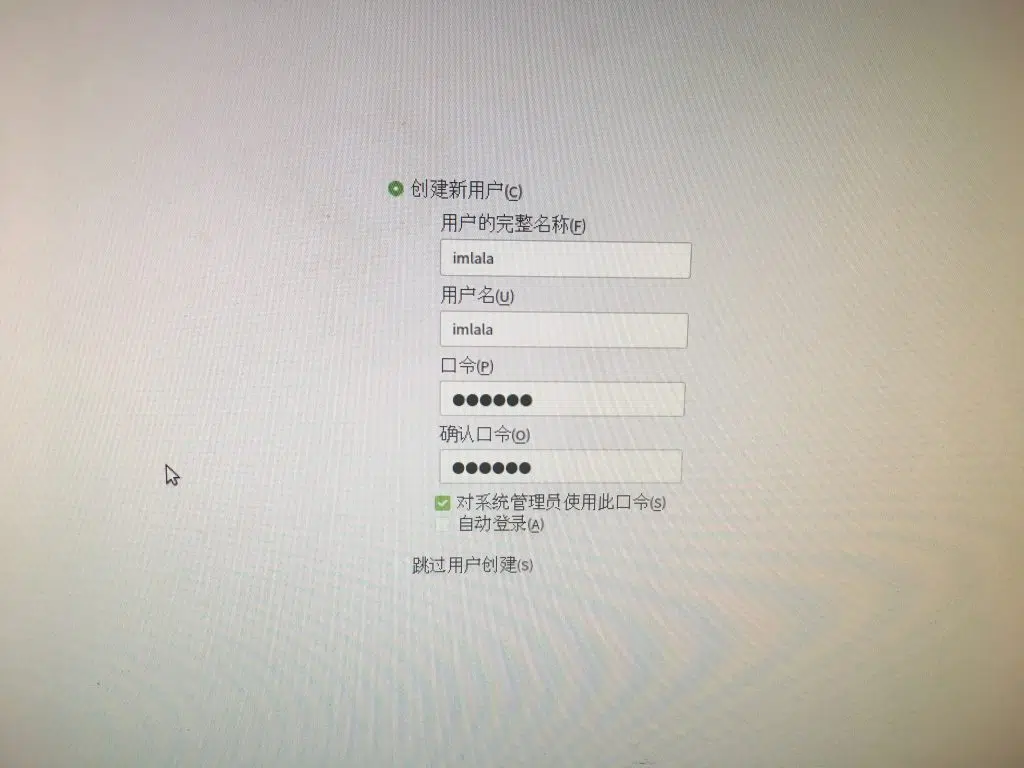 创建新用户(C)
用户的完整名称(F)
imlala
用户名(U)
imlala
口令(P)
●●●●●●
确认口令(O)
●●●●●●
对系统管理员使用此口令(S)
自动登录(A)
跳过用户创建(S)